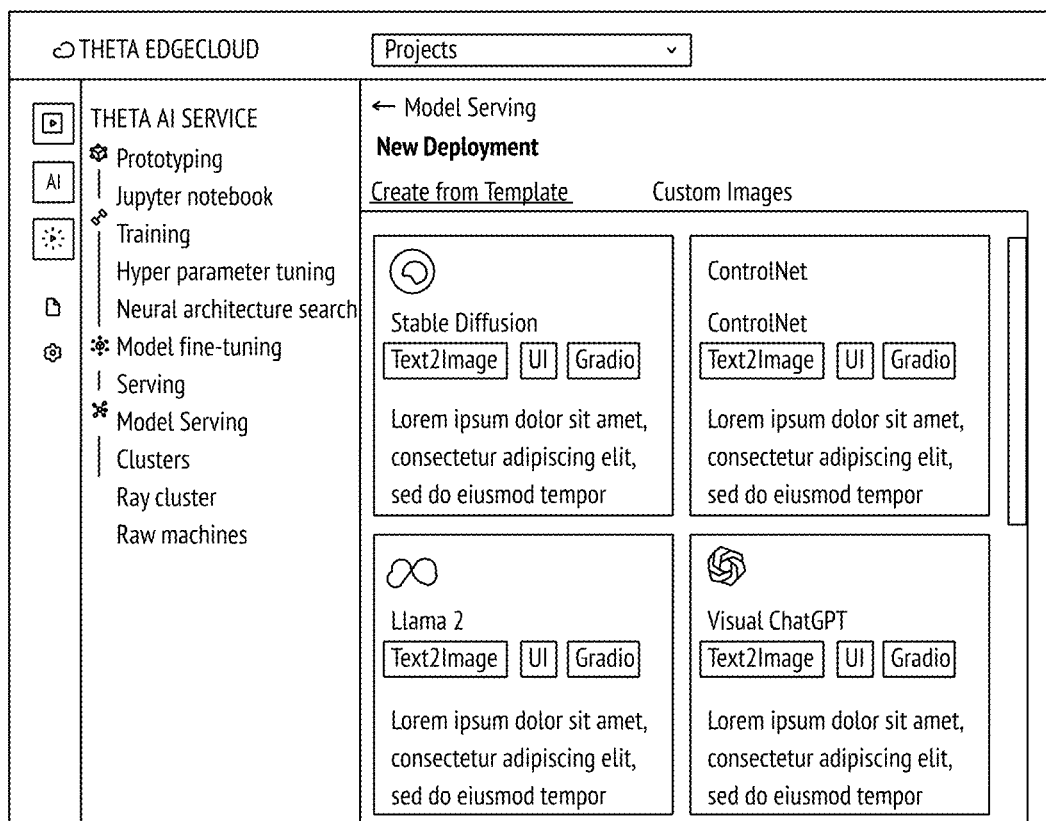 THETA EDGECLOUD
Projects
AI
THETA AI SERVICE
Prototyping
Jupyter notebook
Training
Hyper parameter tuning
Neural architecture search
Model fine-tuning
Serving
Model Serving
Clusters
Ray cluster
Raw machines
← Model Serving
New Deployment
Create from Template
Custom Images
Stable Diffusion
Text2Image UI Gradio
Lorem ipsum dolor sit amet,
consectetur adipiscing elit,
sed do eiusmod tempor
ControlNet
ControlNet
Text2Image UI Gradio
Lorem ipsum dolor sit amet,
consectetur adipiscing elit,
sed do eiusmod tempor
Llama 2
Text2Image UI Gradio
Lorem ipsum dolor sit amet,
consectetur adipiscing elit,
sed do eiusmod tempor
Visual ChatGPT
Text2Image UI Gradio
Lorem ipsum dolor sit amet,
consectetur adipiscing elit,
sed do eiusmod tempor